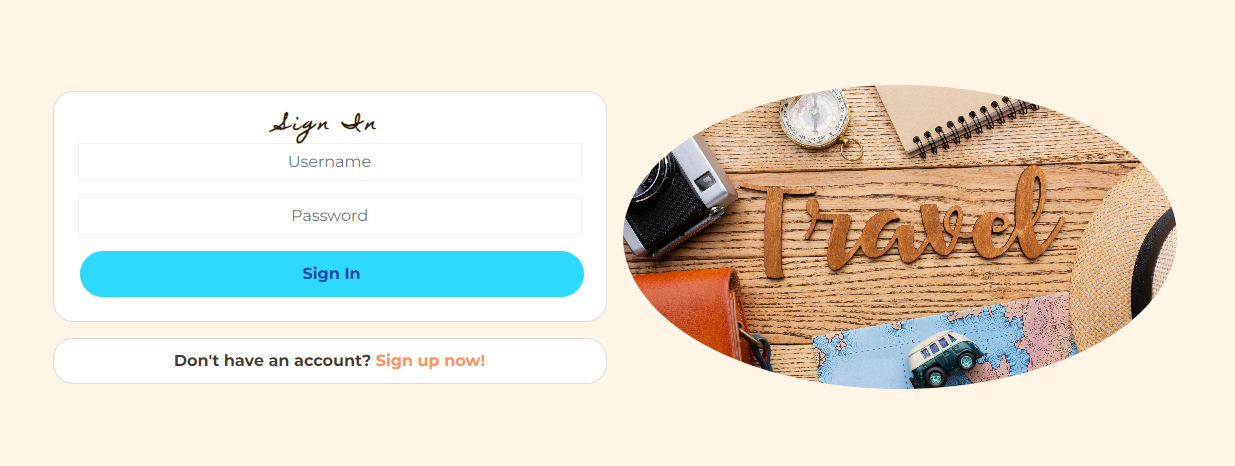 Sign In
Username
Password
Sign In
Don't have an account? Sign up now!
Travel